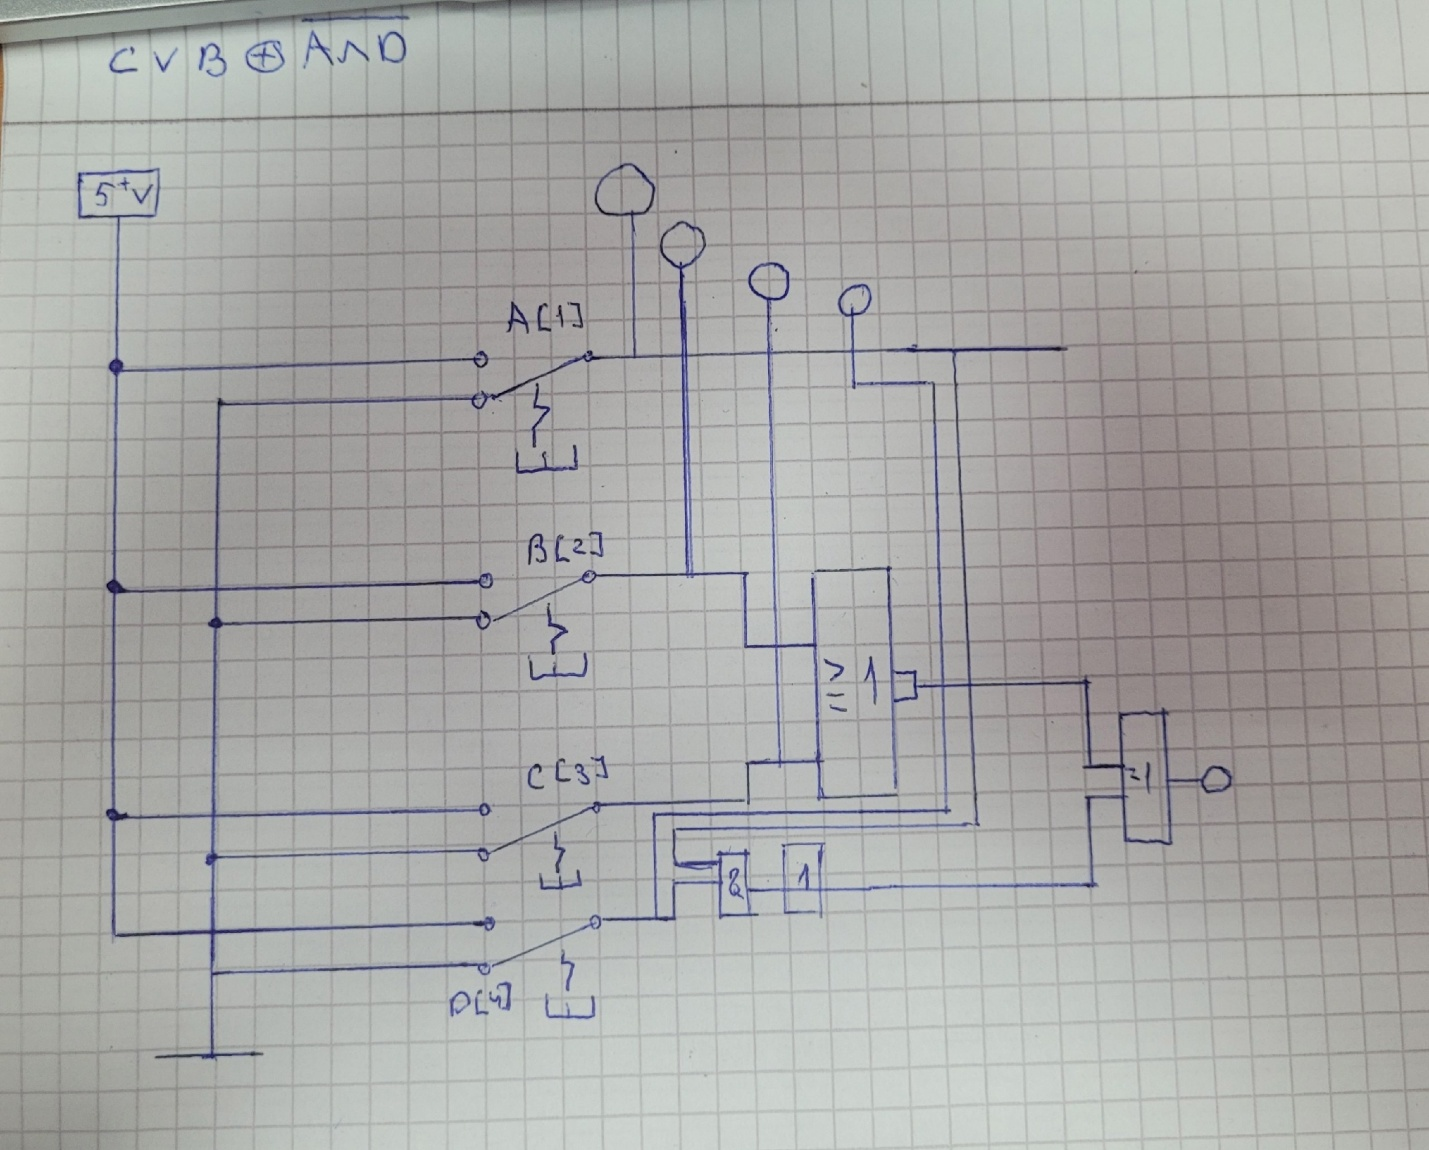 C ∨ B ⊕ A̅∧̅D̅
5⁺V
A[1]
B[2]
≥1
C[3]
=1
&
1
D[4]